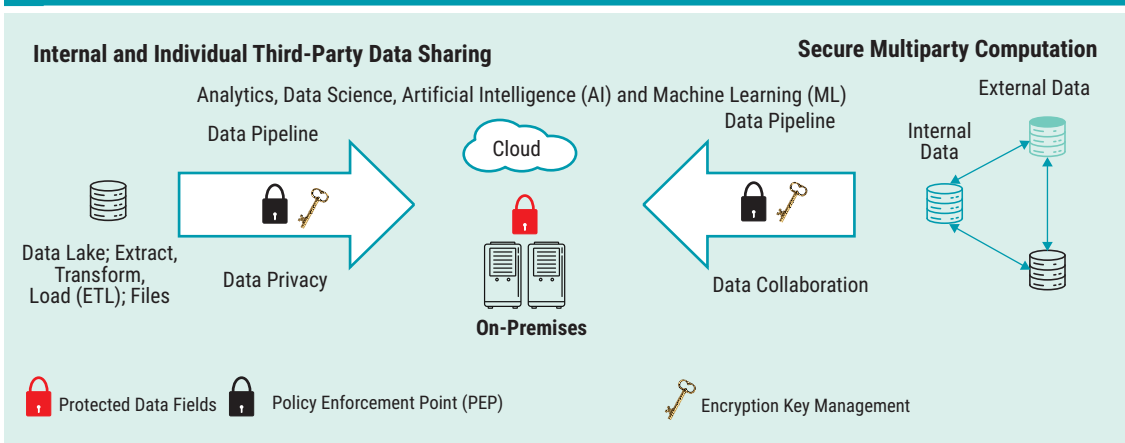 Internal and Individual Third-Party Data Sharing
Secure Multiparty Computation
Analytics, Data Science, Artificial Intelligence (AI) and Machine Learning (ML)
External Data
Data Pipeline
Cloud
Data Pipeline
Internal
Data
Data Lake; Extract,
Transform,
Load (ETL); Files
Data Privacy
On-Premises
Data Collaboration
Protected Data Fields
Policy Enforcement Point (PEP)
Encryption Key Management